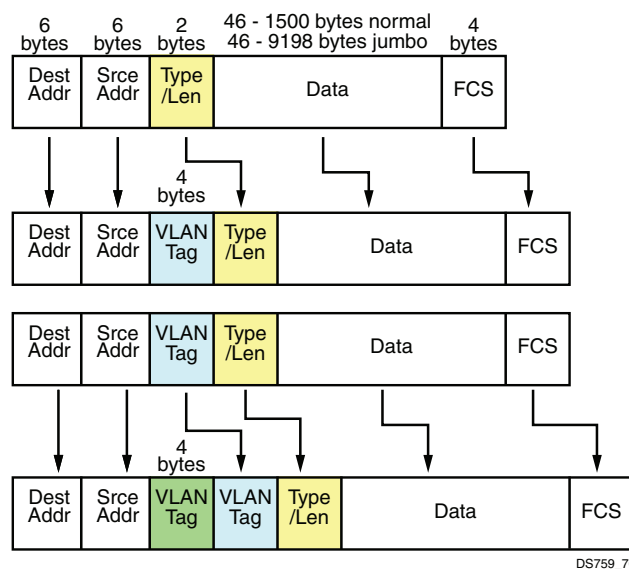 6 bytes
6 bytes
2 bytes
46 - 1500 bytes normal
46 - 9198 bytes jumbo
4 bytes
Dest Addr
Srce Addr
Type /Len
Data
FCS
4 bytes
Dest Addr
Srce Addr
VLAN Tag
Type /Len
Data
FCS
Dest Addr
Srce Addr
VLAN Tag
Type /Len
Data
FCS
4 bytes
Dest Addr
Srce Addr
VLAN Tag
VLAN Tag
Type /Len
Data
FCS
DS759_7